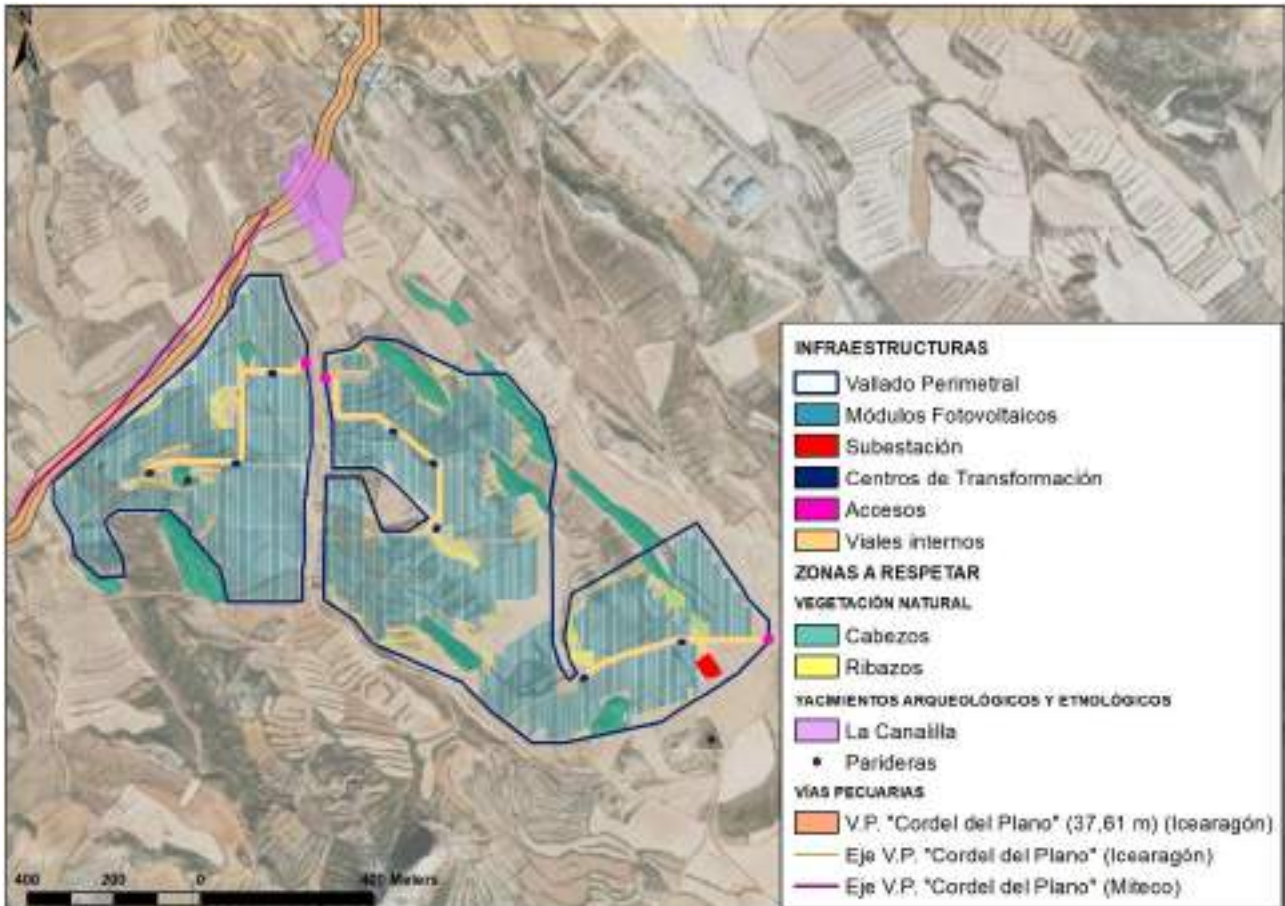 N
INFRAESTRUCTURAS
Vallado Perimetral
Módulos Fotovoltaicos
Subestación
Centros de Transformación
Accesos
Viales internos
ZONAS A RESPETAR
VEGETACIÓN NATURAL
Cabezos
Ribazos
YACIMIENTOS ARQUEOLÓGICOS Y ETNOLÓGICOS
La Canalilla
Parideras
VÍAS PECUARIAS
V.P. "Cordel del Plano" (37,61 m) (Icearagón)
Eje V.P. "Cordel del Plano" (Icearagón)
Eje V.P. "Cordel del Plano" (Miteco)
400 200 0 400 Meters